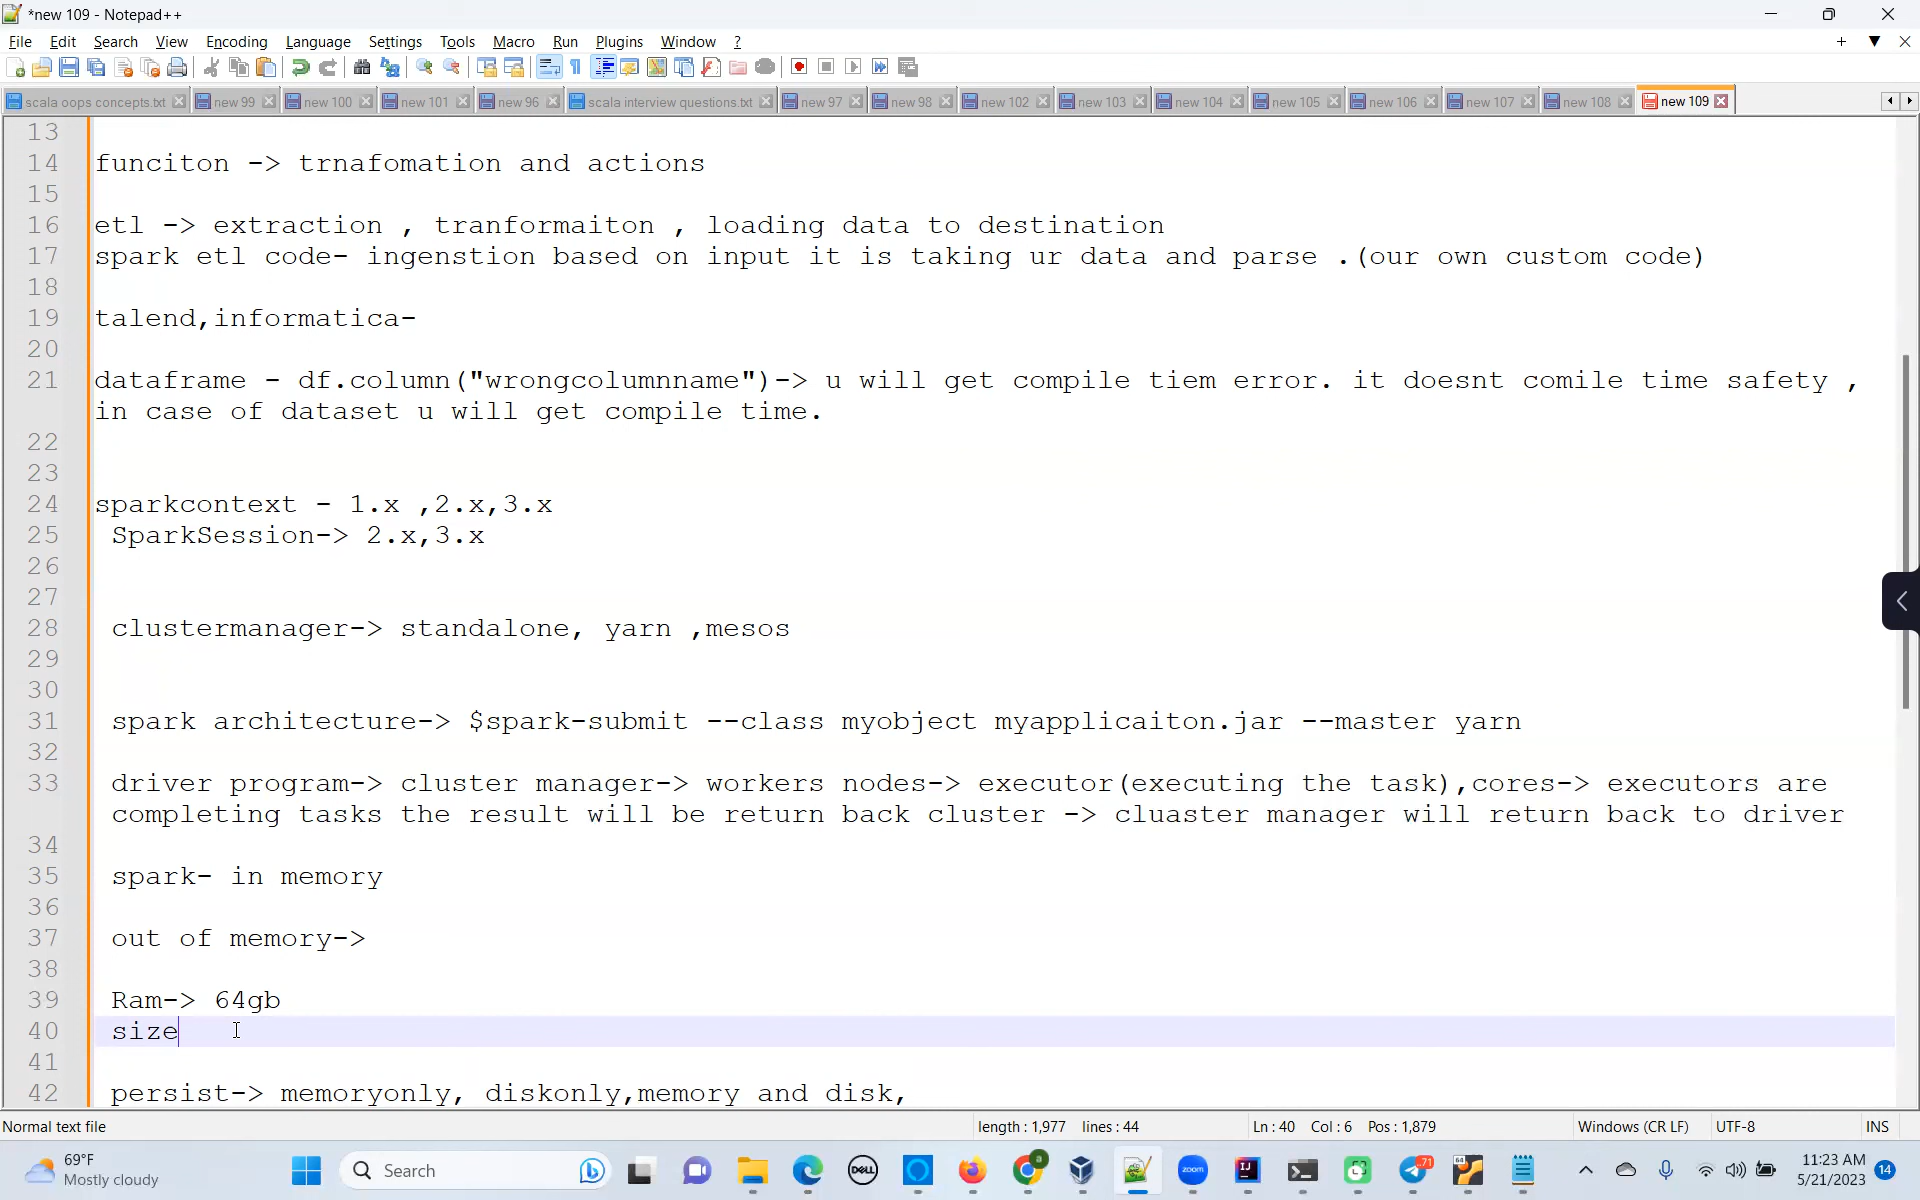 *new 109 - Notepad++
File Edit Search View Encoding Language Settings Tools Macro Run Plugins Window ?
scala oops concepts.txt new 99 new 100 new 101 new 96 scala interview questions.txt new 97 new 98 new 102 new 103 new 104 new 105 new 106 new 107 new 108 new 109
13
14 funciton -> trnafomation and actions
15
16 etl -> extraction , tranformaiton , loading data to destination
17 spark etl code- ingenstion based on input it is taking ur data and parse .(our own custom code)
18
19 talend,informatica-
20
21 dataframe - df.column("wrongcolumnname")-> u will get compile tiem error. it doesnt comile time safety ,
in case of dataset u will get compile time.
22
23
24 sparkcontext - 1.x ,2.x,3.x
25 SparkSession-> 2.x,3.x
26
27
28 clustermanager-> standalone, yarn ,mesos
29
30
31 spark architecture-> $spark-submit --class myobject myapplicaiton.jar --master yarn
32
33 driver program-> cluster manager-> workers nodes-> executor(executing the task),cores-> executors are
completing tasks the result will be return back cluster -> cluaster manager will return back to driver
34
35 spark- in memory
36
37 out of memory->
38
39 Ram-> 64gb
40 size
41
42 persist-> memoryonly, diskonly,memory and disk,
Normal text file length : 1,977 lines : 44 Ln : 40 Col : 6 Pos : 1,879 Windows (CR LF) UTF-8 INS
69°F
Mostly cloudy
Search
DELL
zoom
IJ
71
64
11:23 AM
5/21/2023
14